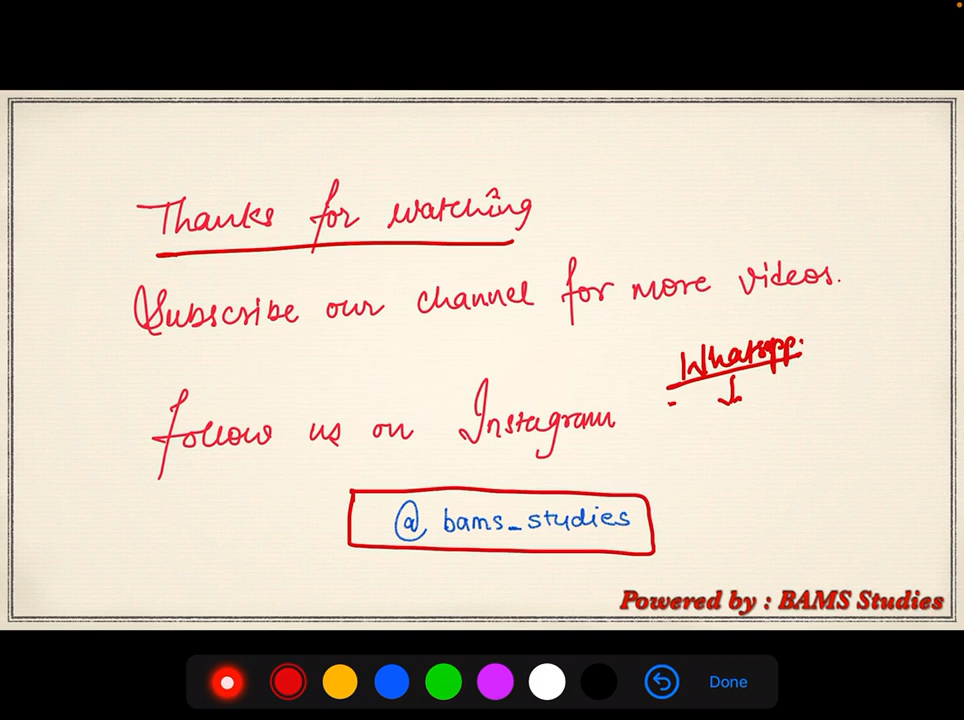 Thanks for watching
Subscribe our channel for more videos.
Whatsapp.
follow us on Instagram
@ bams_studies
Powered by : BAMS Studies
Done